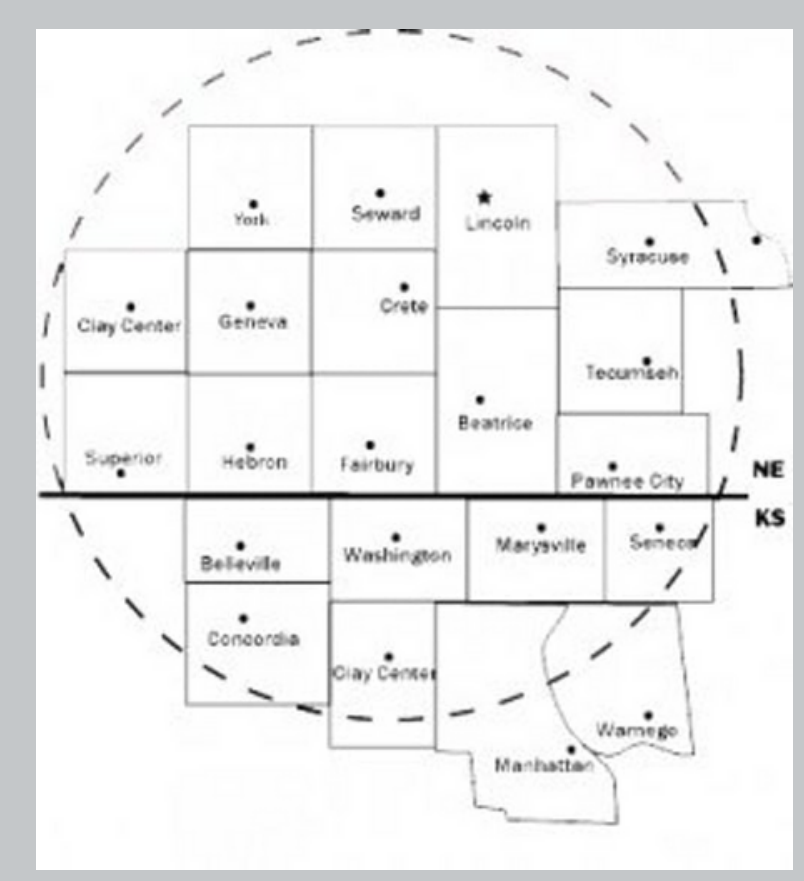 York
Seward
Lincoln
Syracuse
Clay Center
Geneva
Crete
Tecumseh
Superior
Hebron
Fairbury
Beatrice
Pawnee City
NE
KS
Belleville
Washington
Marysville
Seneca
Concordia
Clay Center
Wamego
Manhattan